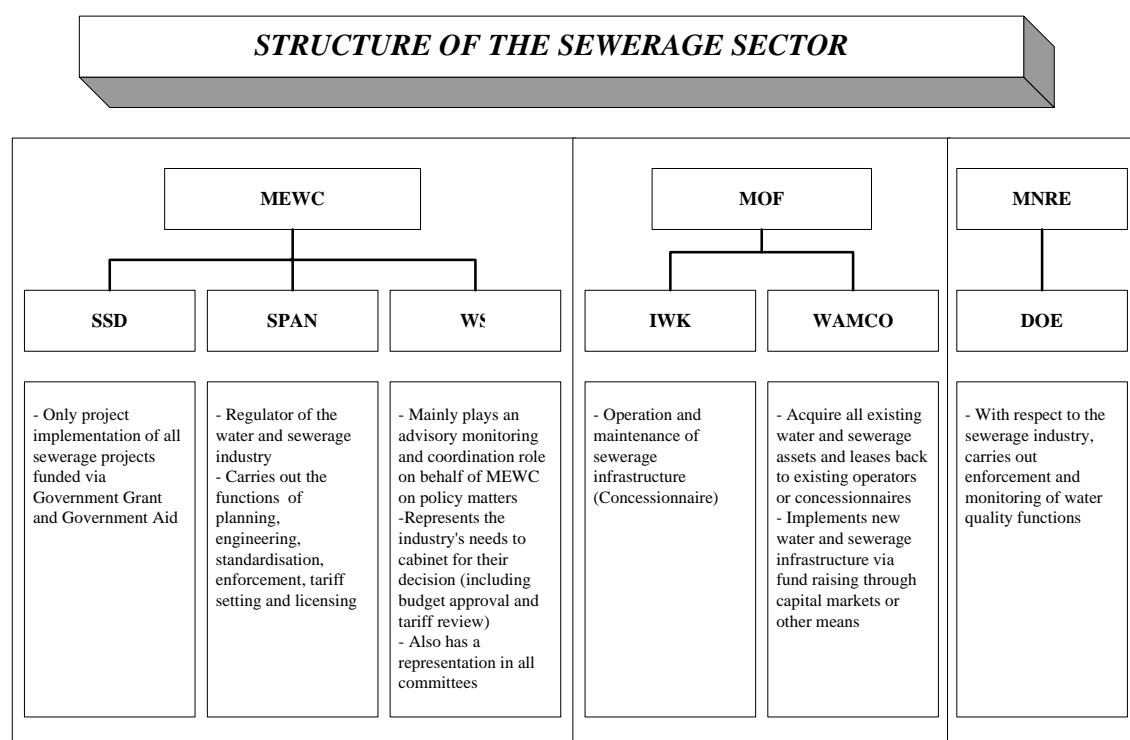 STRUCTURE OF THE SEWERAGE SECTOR
MEWC
MOF
MNRE
SSD
SPAN
WS
IWK
WAMCO
DOE
- Only project
implementation of all
sewerage projects
funded via
Government Grant
and Government Aid
- Regulator of the
water and sewerage
industry
- Carries out the
functions of
planning,
engineering,
standardisation,
enforcement, tariff
setting and licensing
- Mainly plays an
advisory monitoring
and coordination role
on behalf of MEWC
on policy matters
-Represents the
industry's needs to
cabinet for their
decision (including
budget approval and
tariff review)
- Also has a
representation in all
committees
- Operation and
maintenance of
sewerage
infrastructure
(Concessionnaire)
- Acquire all existing
water and sewerage
assets and leases back
to existing operators
or concessionnaires
- Implements new
water and sewerage
infrastructure via
fund raising through
capital markets or
other means
- With respect to the
sewerage industry,
carries out
enforcement and
monitoring of water
quality functions